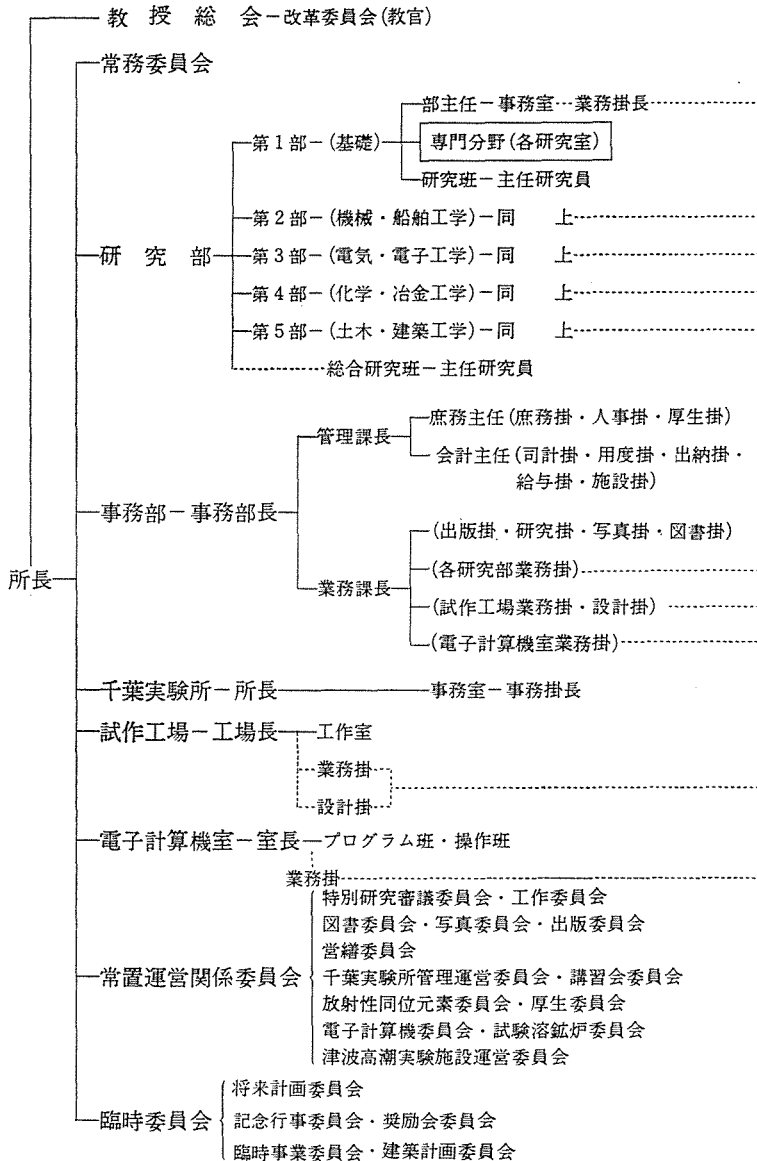 教授総会－改革委員会(教官)
常務委員会
部主任－事務室…業務掛長
第1部－(基礎)
専門分野(各研究室)
研究班－主任研究員
第2部－(機械・船舶工学)－同　上
研究部
第3部－(電気・電子工学)－同　上
第4部－(化学・冶金工学)－同　上
第5部－(土木・建築工学)－同　上
総合研究班－主任研究員
庶務主任(庶務掛・人事掛・厚生掛)
管理課長
会計主任(司計掛・用度掛・出納掛・
給与掛・施設掛)
事務部－事務部長
(出版掛・研究掛・写真掛・図書掛)
(各研究部業務掛)
所長
業務課長
(試作工場業務掛・設計掛)
(電子計算機室業務掛)
千葉実験所－所長
事務室－事務掛長
試作工場－工場長
工作室
業務掛
設計掛
電子計算機室－室長
プログラム班・操作班
業務掛
特別研究審議委員会・工作委員会
図書委員会・写真委員会・出版委員会
営繕委員会
常置運営関係委員会
千葉実験所管理運営委員会・講習会委員会
放射性同位元素委員会・厚生委員会
電子計算機委員会・試験溶鉱炉委員会
津波高潮実験施設運営委員会
将来計画委員会
臨時委員会
記念行事委員会・奨励会委員会
臨時事業委員会・建築計画委員会